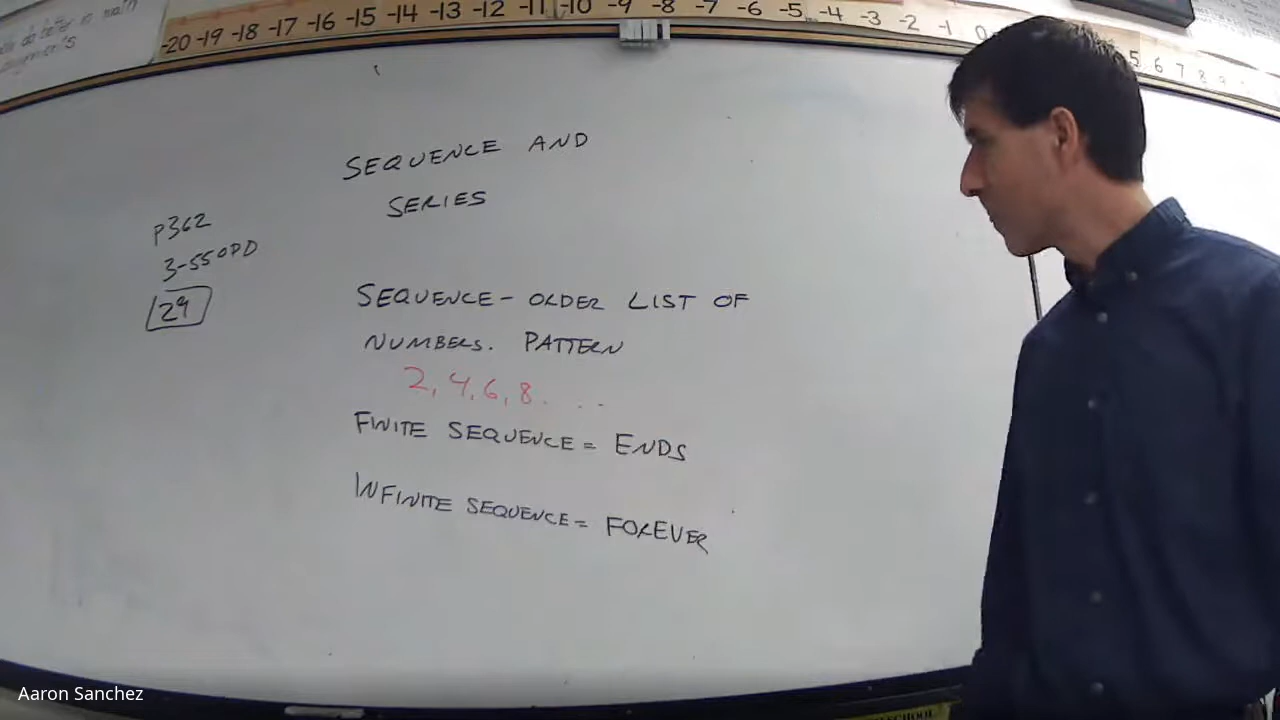 -20 -19 -18 -17 -16 -15 -14 -13 -12 -11 -10 -9 -8 -7 -6 -5 -4 -3 -2 -1 0 5 6 7 8 9
SEQUENCE AND
SERIES
P362
3-55 ODD
29
SEQUENCE - ORDER LIST OF
NUMBERS. PATTERN
2, 4, 6, 8. . . .
FINITE SEQUENCE = ENDS
INFINITE SEQUENCE = FOREVER
Aaron Sanchez